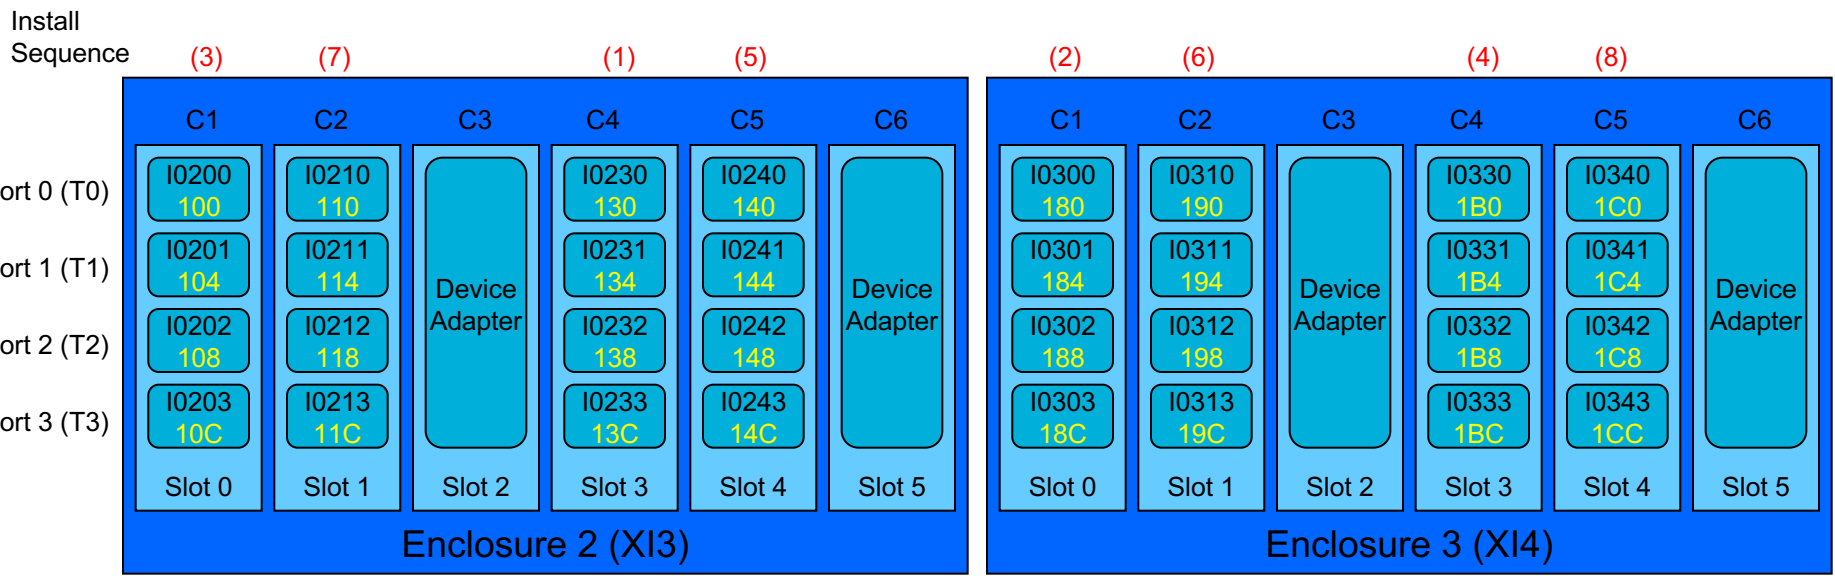 Install
Sequence
(3) (7) (1) (5) (2) (6) (4) (8)
C1 C2 C3 C4 C5 C6 C1 C2 C3 C4 C5 C6
ort 0 (T0) I0200 I0210 I0230 I0240 I0300 I0310 I0330 I0340
100 110 130 140 180 190 1B0 1C0
ort 1 (T1) I0201 I0211 I0231 I0241 I0301 I0311 I0331 I0341
104 114 134 144 184 194 1B4 1C4
Device Device Device Device
Adapter Adapter Adapter Adapter
ort 2 (T2) I0202 I0212 I0232 I0242 I0302 I0312 I0332 I0342
108 118 138 148 188 198 1B8 1C8
ort 3 (T3) I0203 I0213 I0233 I0243 I0303 I0313 I0333 I0343
10C 11C 13C 14C 18C 19C 1BC 1CC
Slot 0 Slot 1 Slot 2 Slot 3 Slot 4 Slot 5 Slot 0 Slot 1 Slot 2 Slot 3 Slot 4 Slot 5
Enclosure 2 (XI3) Enclosure 3 (XI4)